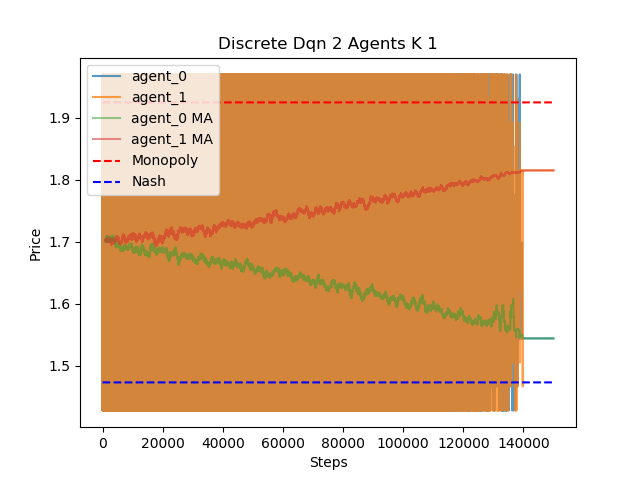 Discrete Dqn 2 Agents K 1
agent_0
agent_1
agent_0 MA
agent_1 MA
Monopoly
Nash
Price
1.9
1.8
1.7
1.6
1.5
0
20000
40000
60000
80000
100000
120000
140000
Steps